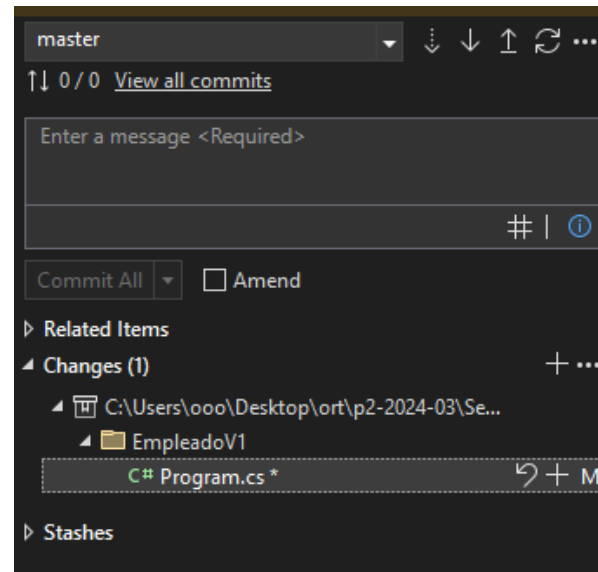 master
0 / 0 View all commits
Enter a message <Required>
Commit All Amend
Related Items
Changes (1)
C:\Users\ooo\Desktop\ort\p2-2024-03\Se...
EmpleadoV1
C# Program.cs * M
Stashes